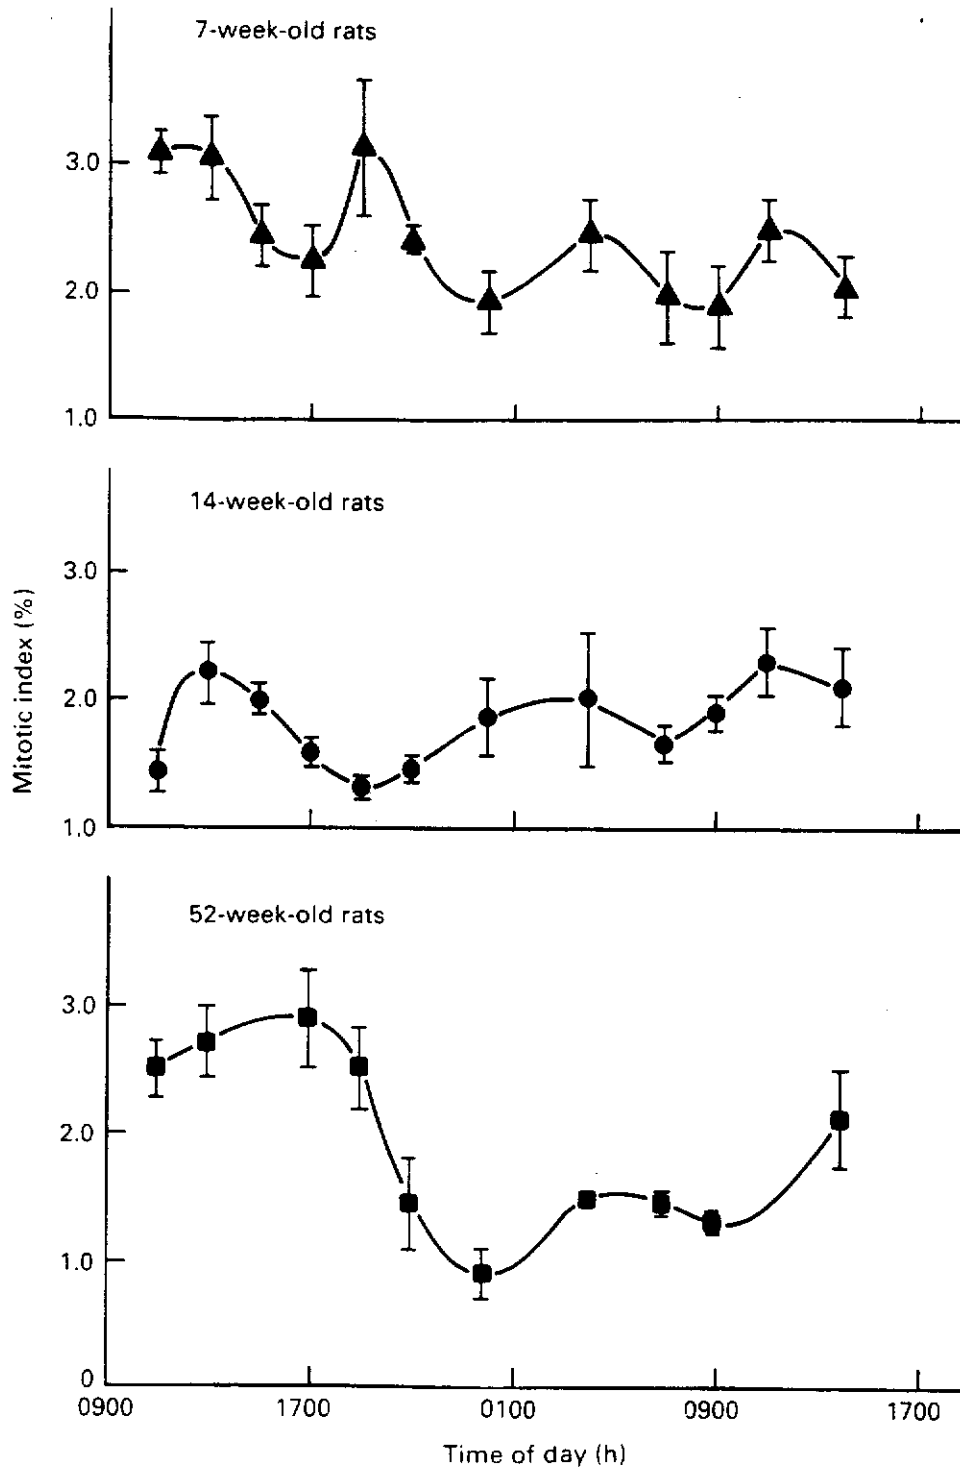 7-week-old rats
3.0
2.0
1.0
14-week-old rats
3.0
2.0
1.0
Mitotic index (%)
52-week-old rats
3.0
2.0
1.0
0
0900 1700 0100 0900 1700
Time of day (h)